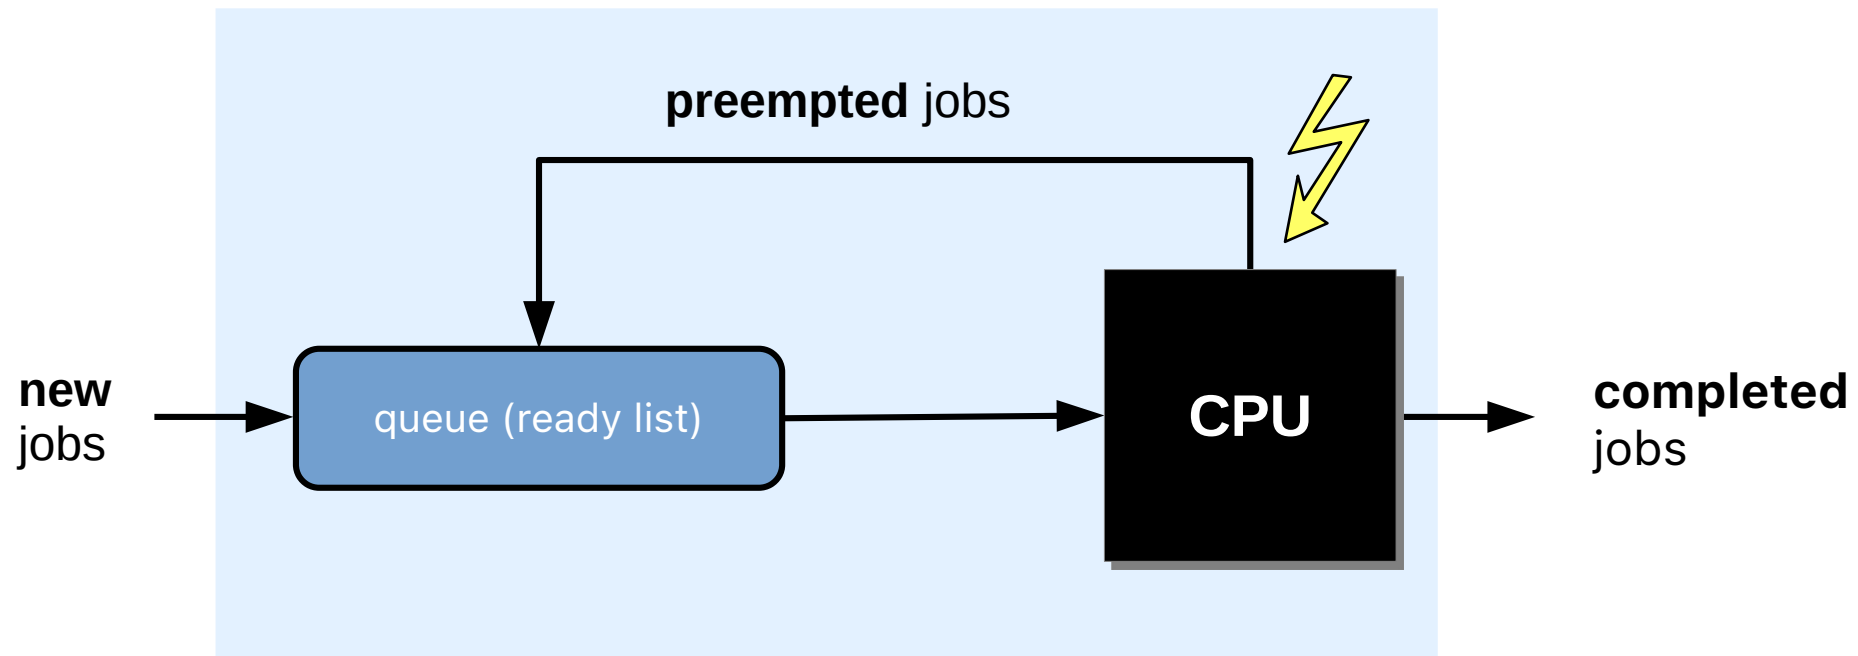 preempted jobs
new
jobs
queue (ready list)
CPU
completed
jobs